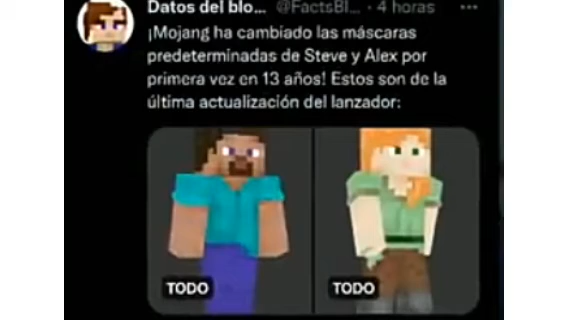 Datos del blo... @FactsBl... · 4 horas ...
¡Mojang ha cambiado las máscaras
predeterminadas de Steve y Alex por
primera vez en 13 años! Estos son de la
última actualización del lanzador:
TODO TODO